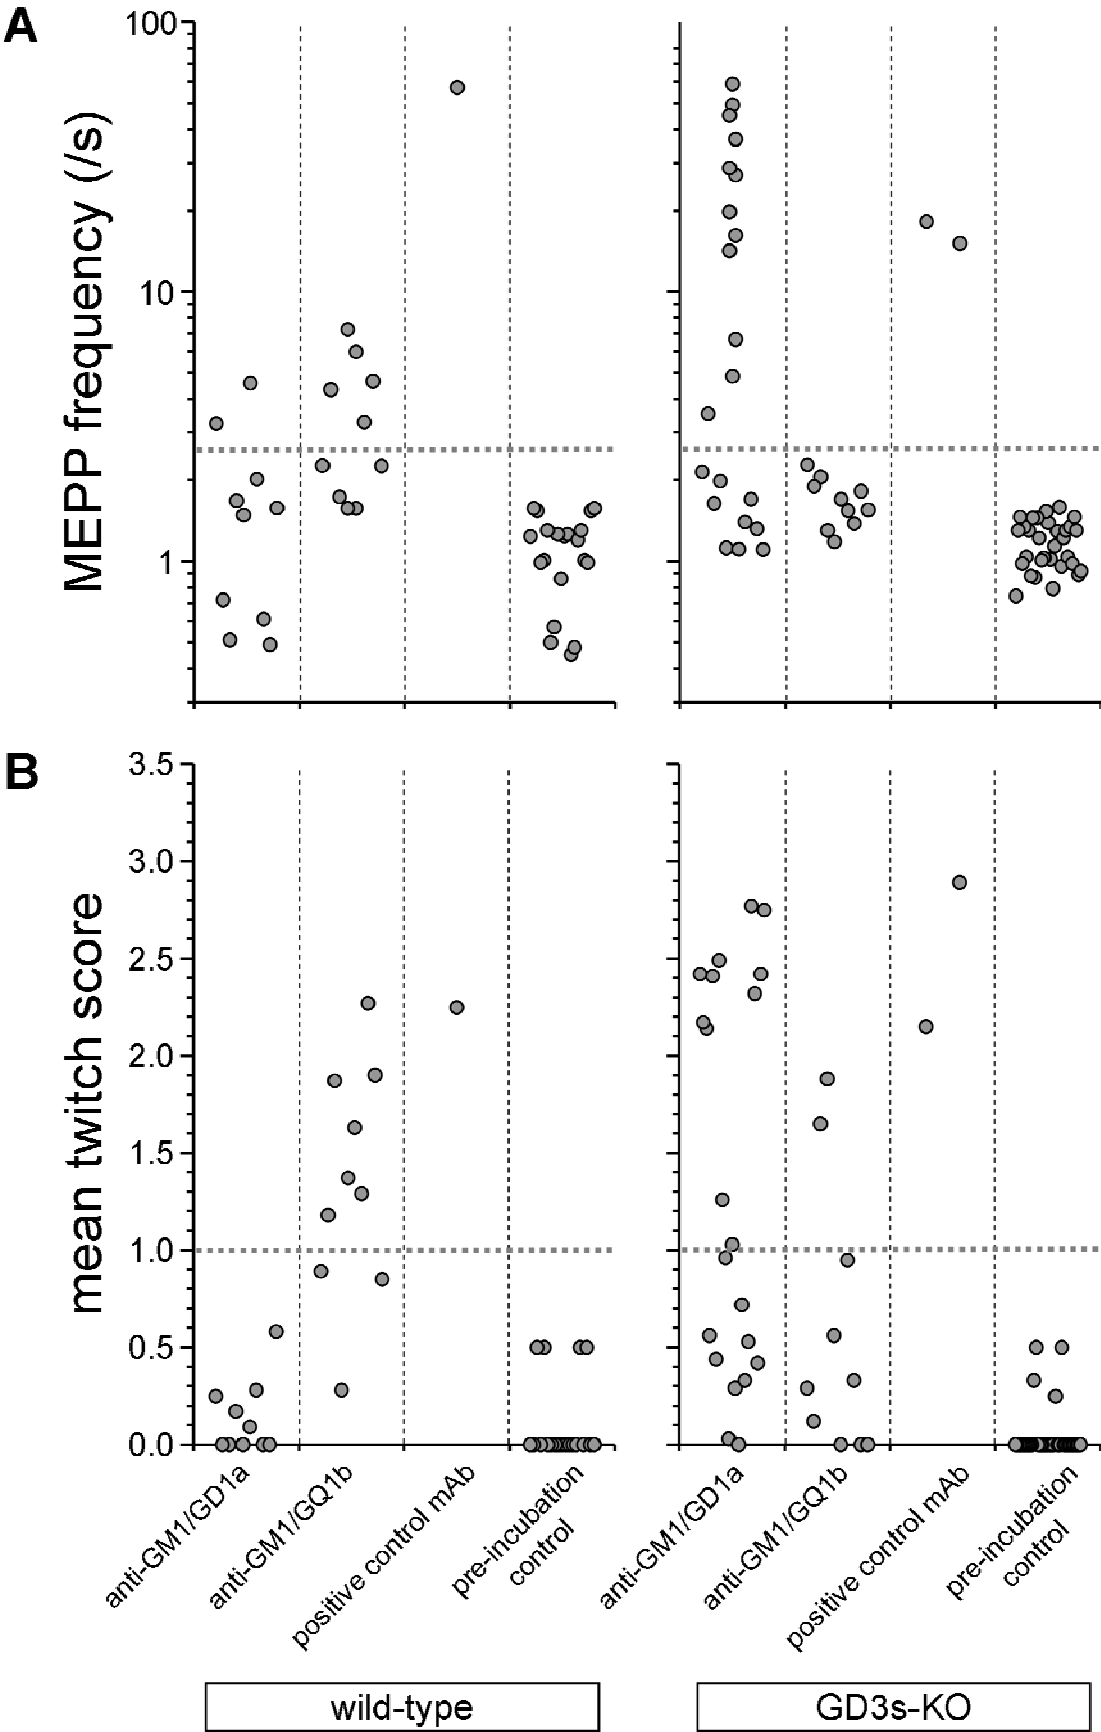 A
MEPP frequency (/s)
100
10
1
B
mean twitch score
3.5
3.0
2.5
2.0
1.5
1.0
0.5
0.0
anti-GM1/GD1a
anti-GM1/GQ1b
positive control mAb
pre-incubation
control
anti-GM1/GD1a
anti-GM1/GQ1b
positive control mAb
pre-incubation
control
wild-type
GD3s-KO